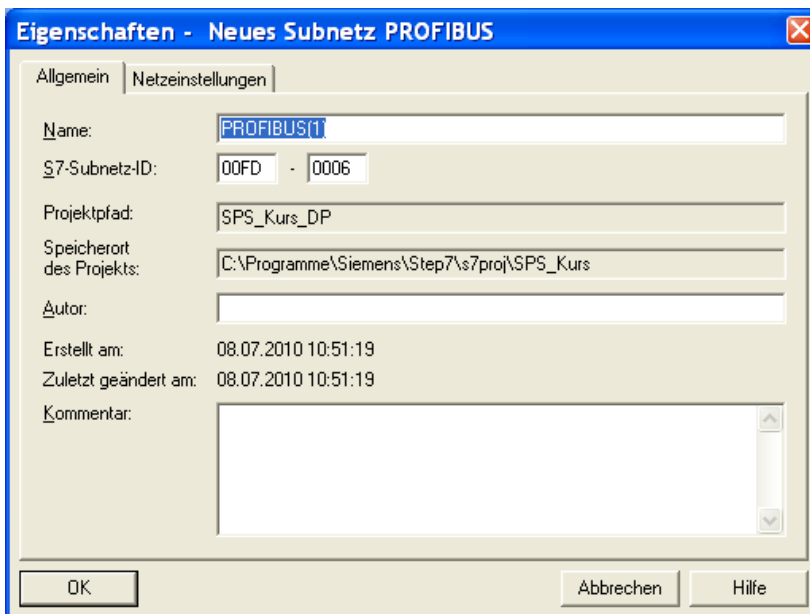 Eigenschaften - Neues Subnetz PROFIBUS
Allgemein Netzeinstellungen
Name: PROFIBUS(1)
S7-Subnetz-ID: 00FD - 0006
Projektpfad: SPS_Kurs_DP
Speicherort
des Projekts: C:\Programme\Siemens\Step7\s7proj\SPS_Kurs
Autor:
Erstellt am: 08.07.2010 10:51:19
Zuletzt geändert am: 08.07.2010 10:51:19
Kommentar:
OK Abbrechen Hilfe